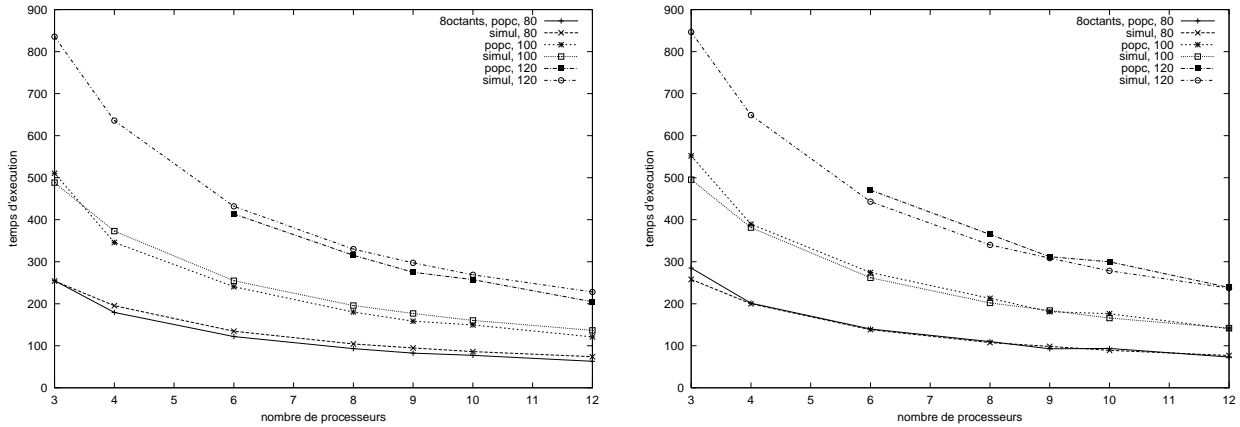 900
800
700
600
500
400
300
200
100
0
temps d'execution
3 4 5 6 7 8 9 10 11 12
nombre de processeurs
8octants, popc, 80
simul, 80
popc, 100
simul, 100
popc, 120
simul, 120
900
800
700
600
500
400
300
200
100
0
temps d'execution
3 4 5 6 7 8 9 10 11 12
nombre de processeurs
8octants, popc, 80
simul, 80
popc, 100
simul, 100
popc, 120
simul, 120